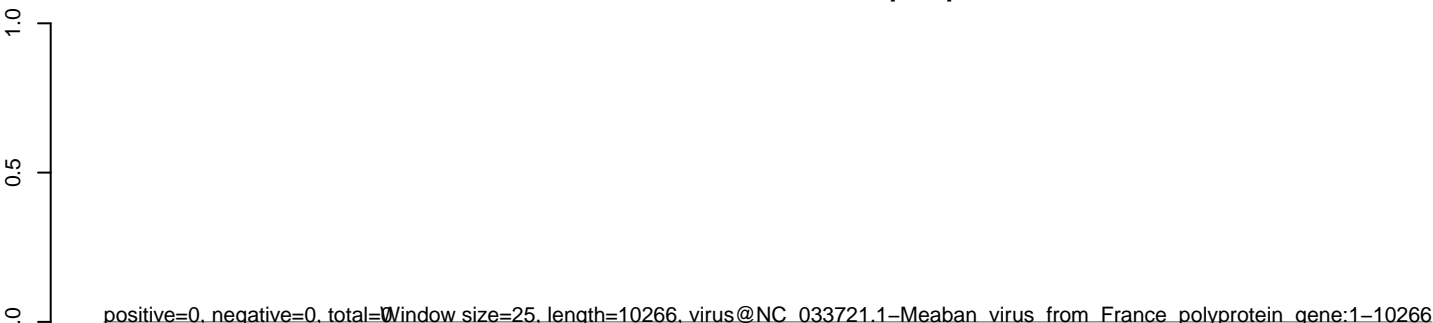 1.0
0.5
.0
positive=0, negative=0, total=0
Window size=25, length=10266, virus@NC_033721.1−Meaban_virus_from_France_polyprotein_gene:1−10266